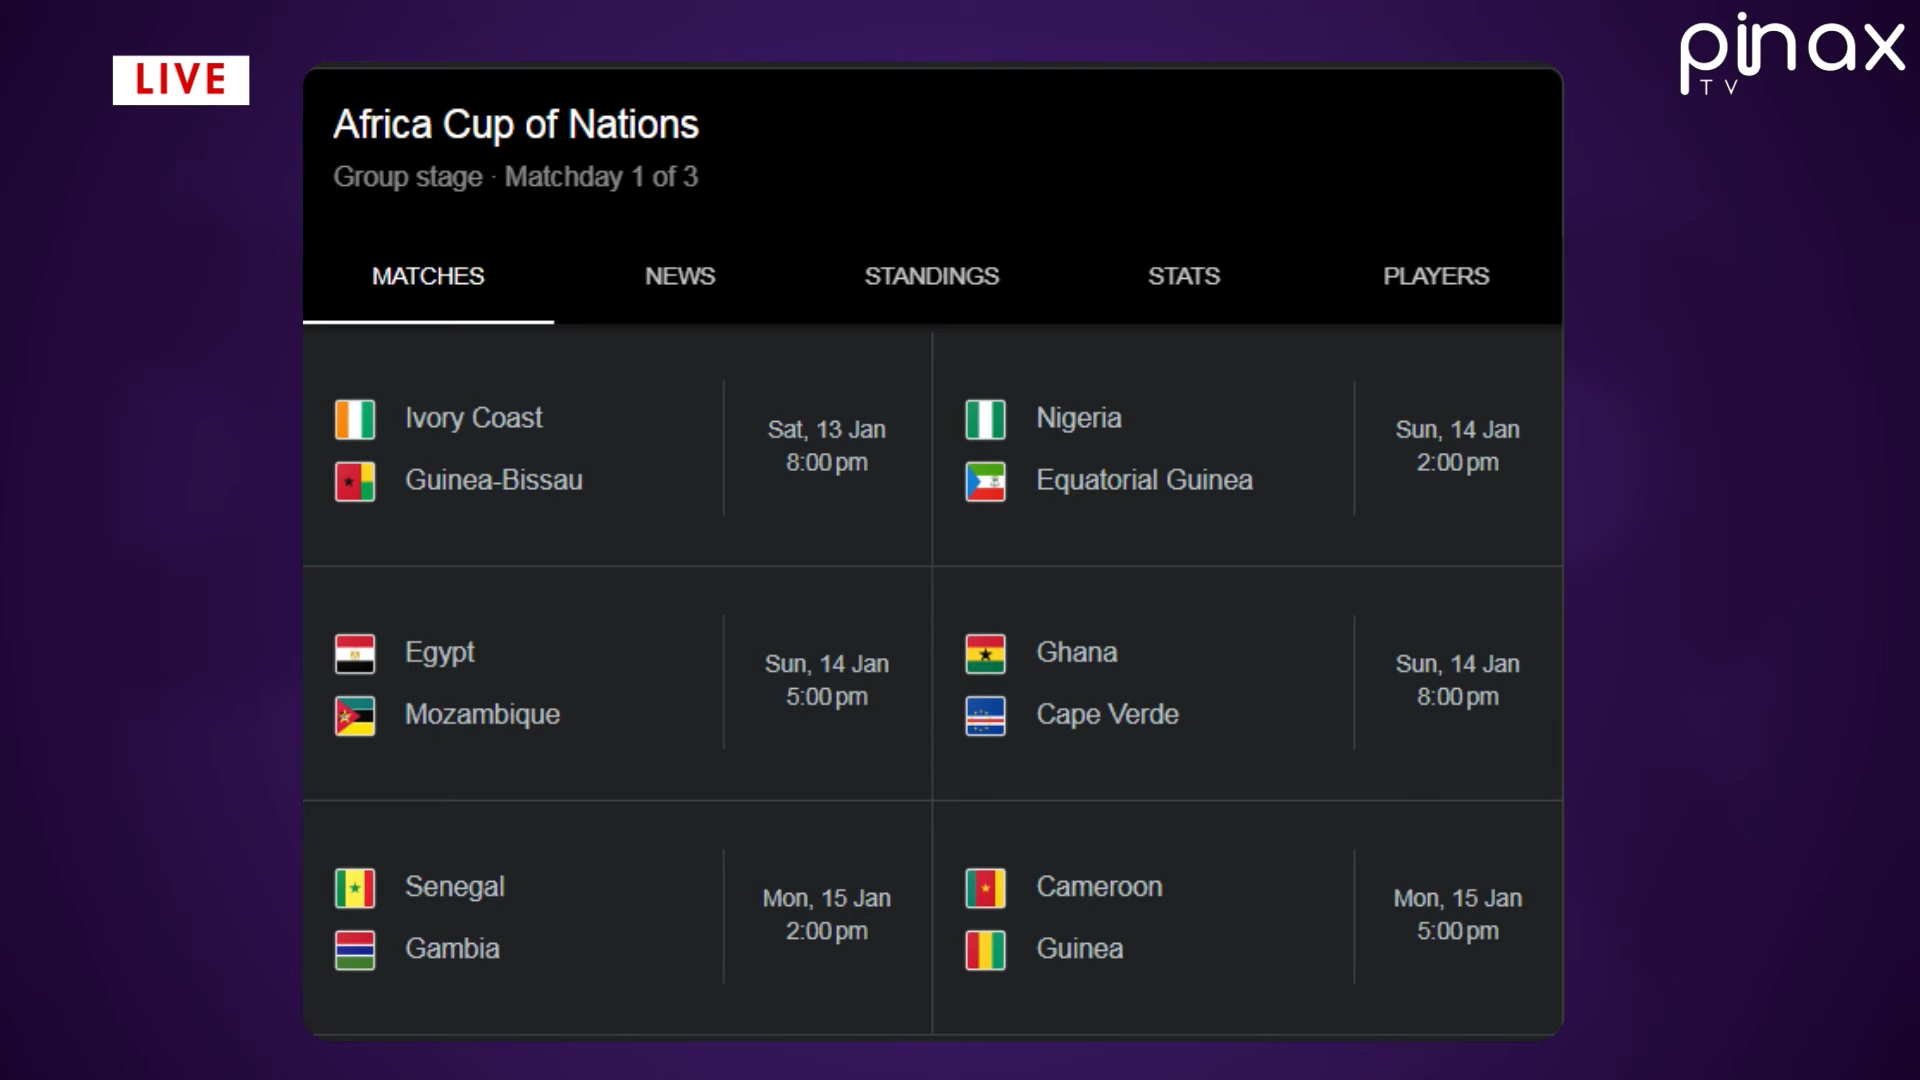 LIVE
pinax
TV
Africa Cup of Nations
Group stage · Matchday 1 of 3
MATCHES NEWS STANDINGS STATS PLAYERS
Ivory Coast
Guinea-Bissau
Sat, 13 Jan
8:00 pm
Nigeria
Equatorial Guinea
Sun, 14 Jan
2:00 pm
Egypt
Mozambique
Sun, 14 Jan
5:00 pm
Ghana
Cape Verde
Sun, 14 Jan
8:00 pm
Senegal
Gambia
Mon, 15 Jan
2:00 pm
Cameroon
Guinea
Mon, 15 Jan
5:00 pm